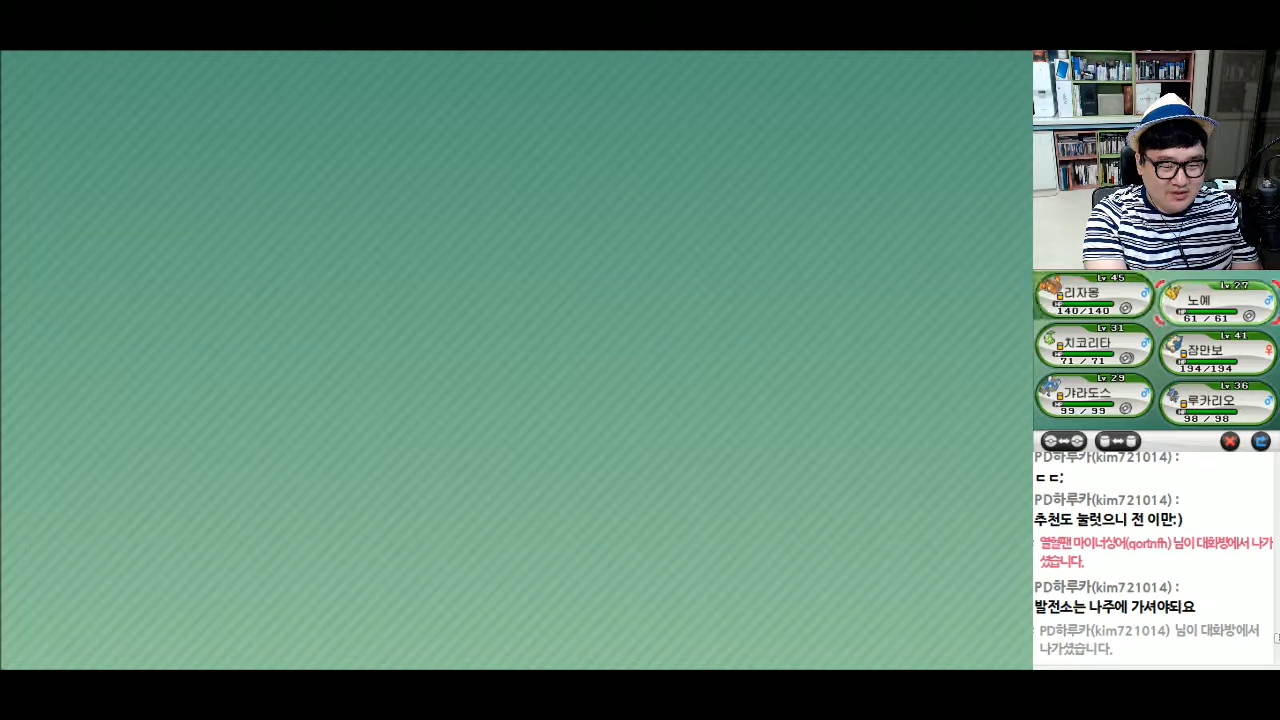 Lv 45
리자몽
140/140
Lv 27
노예
61 / 61
Lv 31
치코리타
71 / 71
Lv 41
잠만보
194/194
Lv 29
갸라도스
99 / 99
Lv 36
루카리오
98 / 98
PD하루카(kim721014) :
ㄷㄷ;
PD하루카(kim721014) :
추천도 눌럿으니 전 이만:)
열혈팬 마이너싱어(qortnfh) 님이 대화방에서 나가
셨습니다.
PD하루카(kim721014) :
발전소는 나주에 가셔야되요
PD하루카(kim721014) 님이 대화방에서
나가셨습니다.